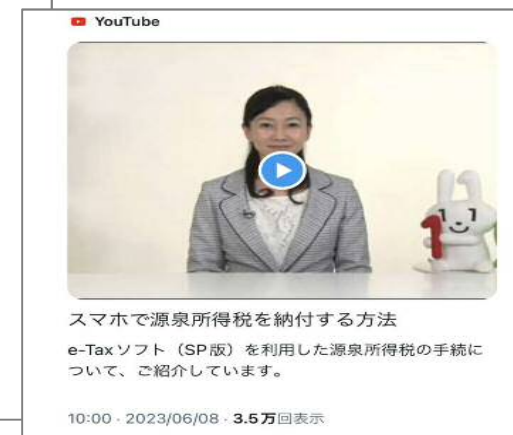 YouTube
1 1
スマホで源泉所得税を納付する方法
e-Taxソフト（SP版）を利用した源泉所得税の手続に
ついて、ご紹介しています。
10:00 · 2023/06/08 · 3.5万回表示